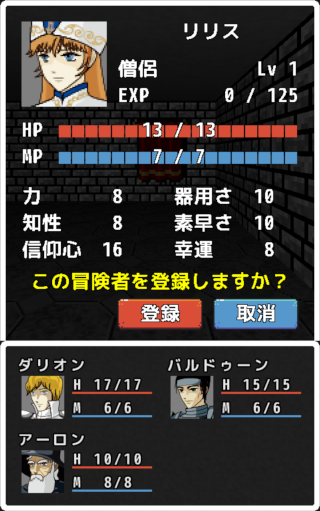 リリス
僧侶 Lv 1
EXP 0 / 125
HP 13 / 13
MP 7 / 7
力 8 器用さ 10
知性 8 素早さ 10
信仰心 16 幸運 8
この冒険者を登録しますか？
登録 取消
ダリオン バルドゥーン
H 17/17 H 15/15
M 6/6 M 6/6
アーロン
H 10/10
M 8/8